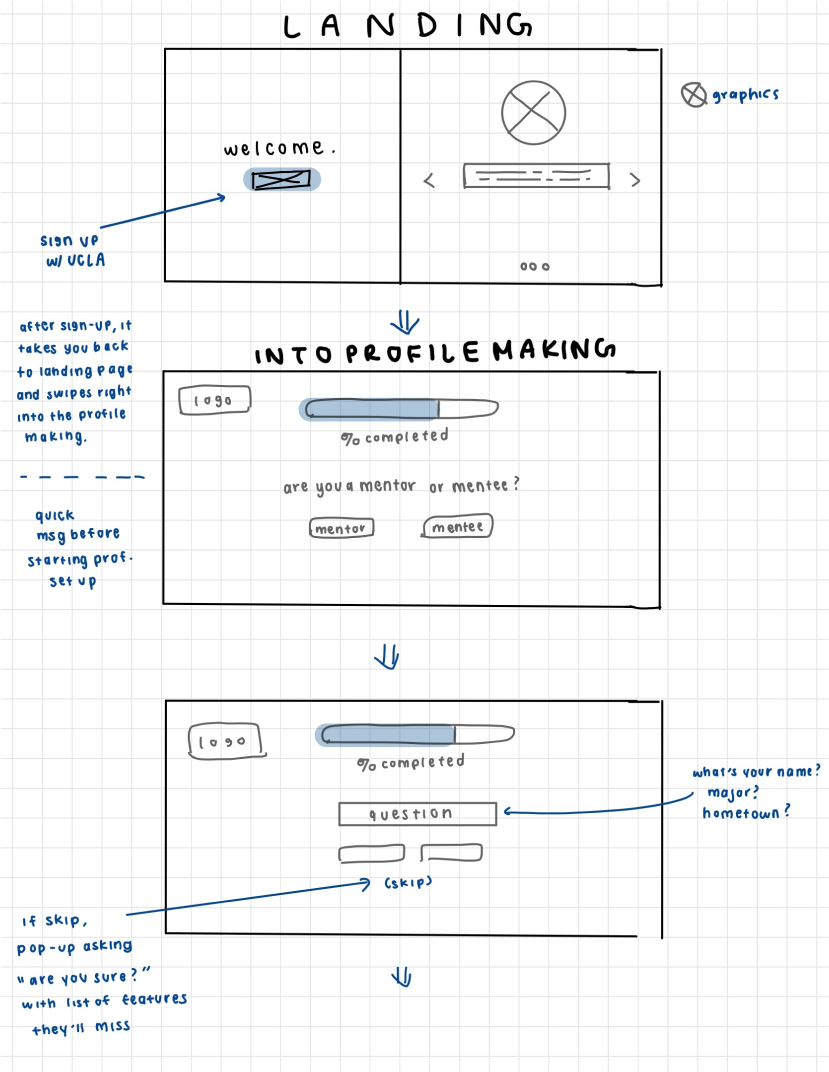 LANDING
graphics
welcome.
< >
sign up
w/ UCLA
ooo
after sign-up, it
takes you back
to landing page
and swipes right
into the profile
making.
INTO PROFILE MAKING
logo
% completed
are you a mentor or mentee?
mentor mentee
quick
msg before
starting prof.
set up
logo
% completed
what's your name?
major?
hometown?
question
(skip)
if skip,
pop-up asking
"are you sure?"
with list of features
they'll miss